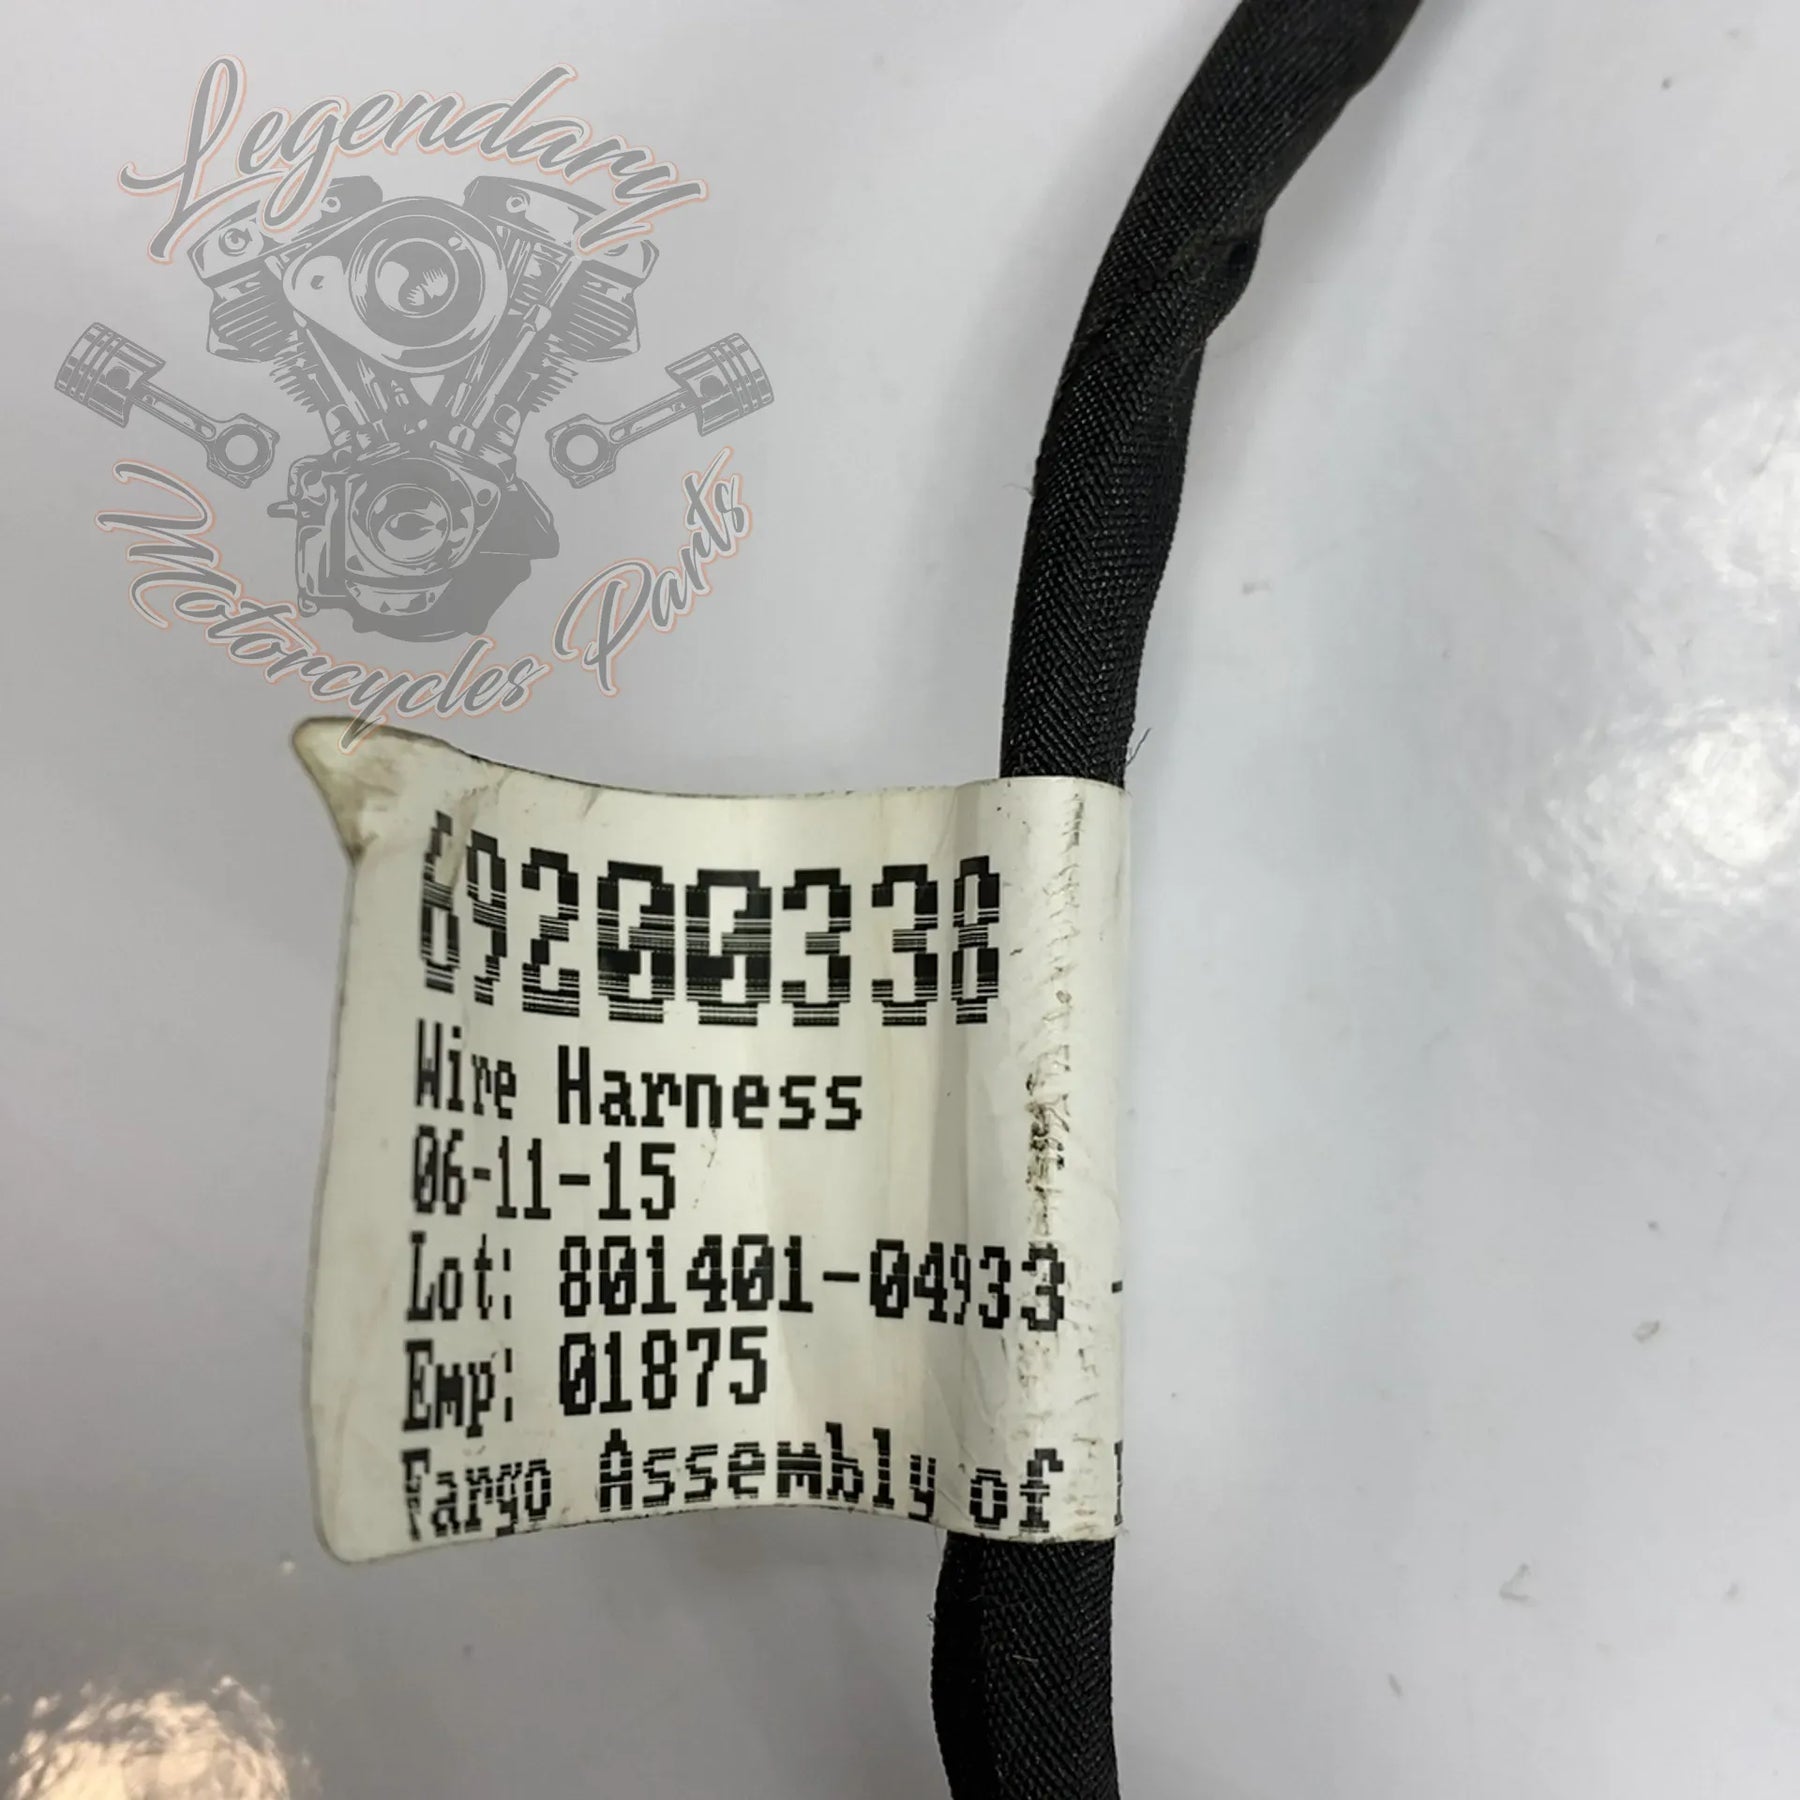 Legendary
Motorcycles Parts
69200338
Wire Harness
06-11-15
Lot: 801401-04933 -
Emp: 01875
Fargo Assembly of